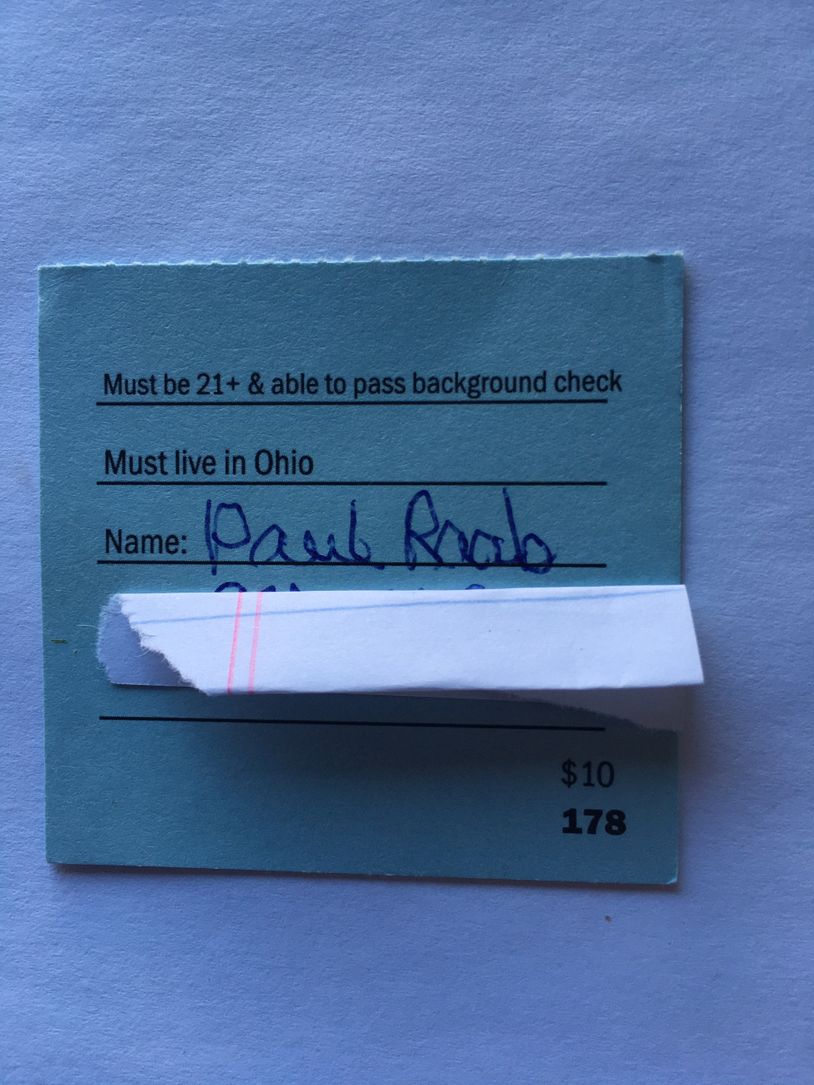 Must be 21+ & able to pass background check
Must live in Ohio
Name: Paul Raab
$10
178